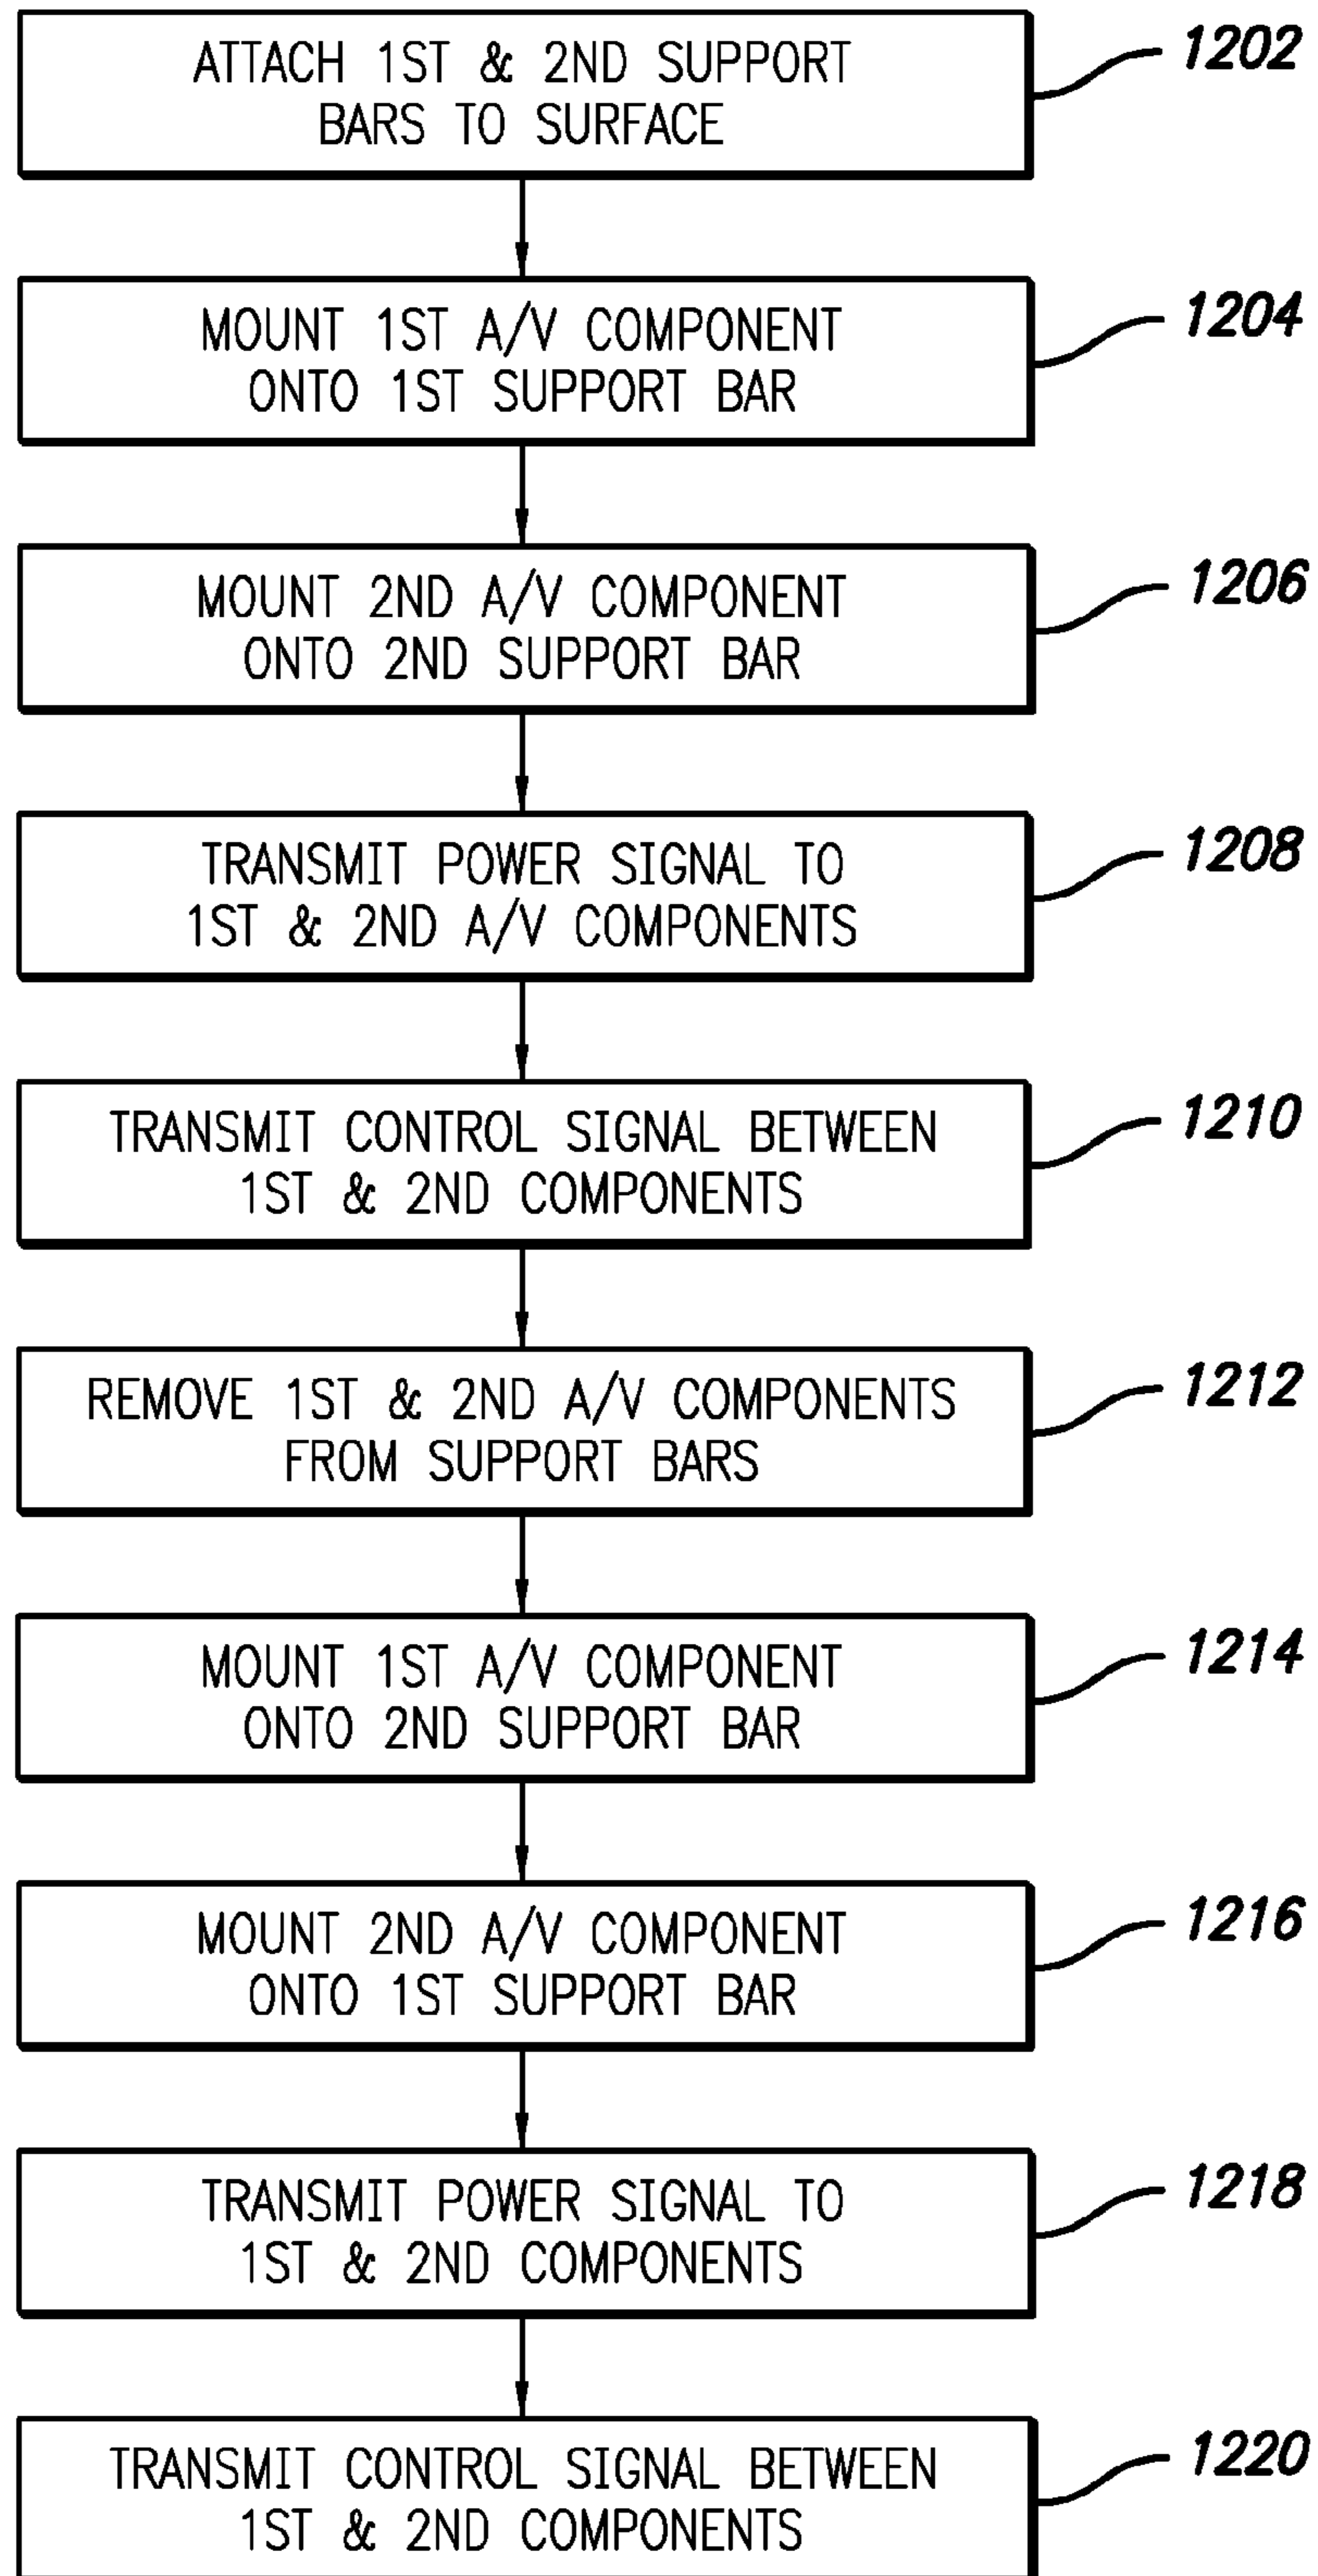 ATTACH 1ST & 2ND SUPPORT
BARS TO SURFACE
1202
MOUNT 1ST A/V COMPONENT
ONTO 1ST SUPPORT BAR
1204
MOUNT 2ND A/V COMPONENT
ONTO 2ND SUPPORT BAR
1206
TRANSMIT POWER SIGNAL TO
1ST & 2ND A/V COMPONENTS
1208
TRANSMIT CONTROL SIGNAL BETWEEN
1ST & 2ND COMPONENTS
1210
REMOVE 1ST & 2ND A/V COMPONENTS
FROM SUPPORT BARS
1212
MOUNT 1ST A/V COMPONENT
ONTO 2ND SUPPORT BAR
1214
MOUNT 2ND A/V COMPONENT
ONTO 1ST SUPPORT BAR
1216
TRANSMIT POWER SIGNAL TO
1ST & 2ND COMPONENTS
1218
TRANSMIT CONTROL SIGNAL BETWEEN
1ST & 2ND COMPONENTS
1220